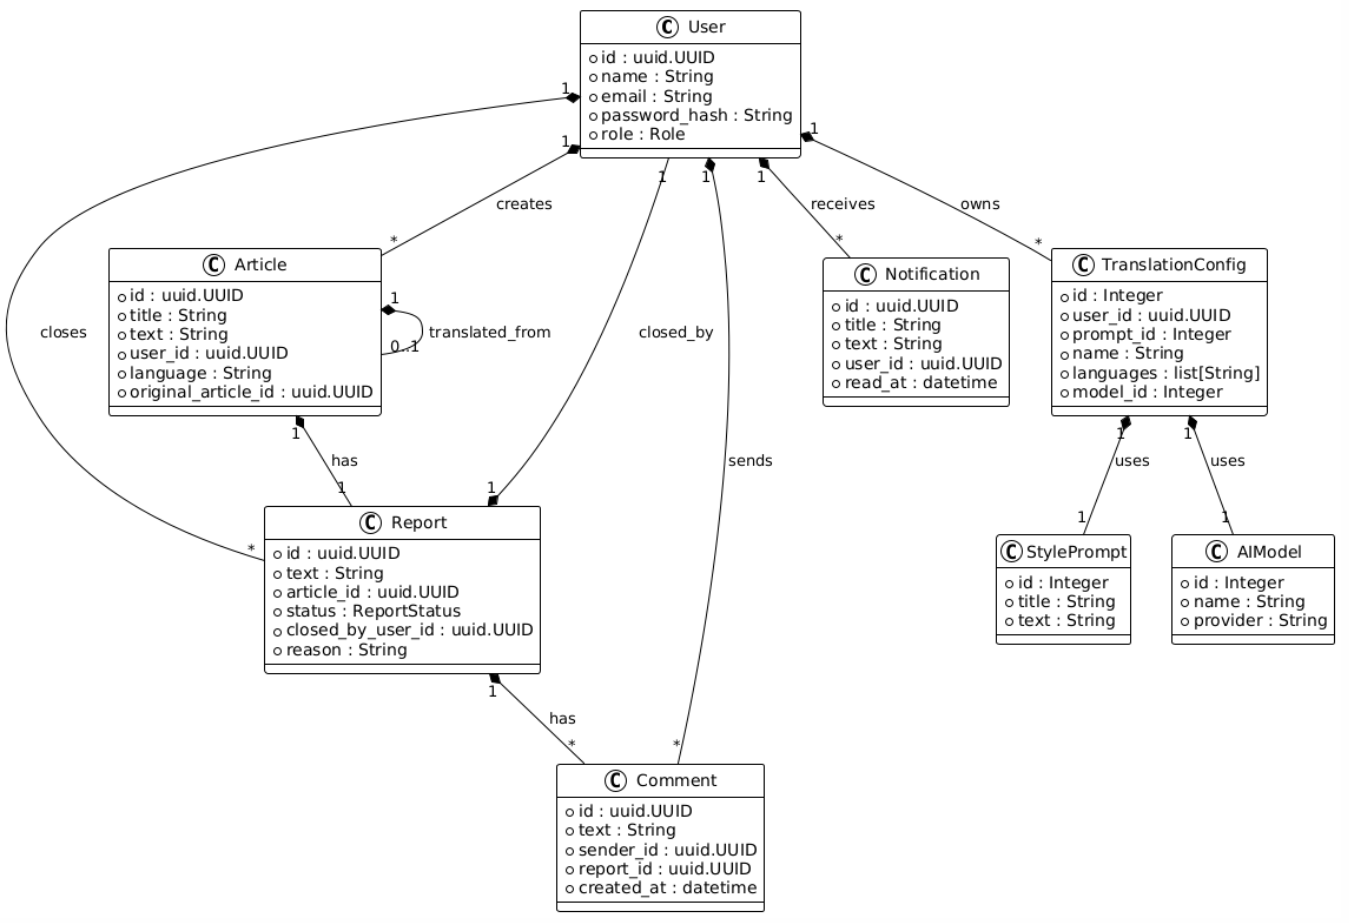 C User
id : uuid.UUID
name : String
email : String
password_hash : String
role : Role
1
1
1
1
1
1
creates
receives
owns
*
*
*
C Article
id : uuid.UUID
title : String
text : String
user_id : uuid.UUID
language : String
original_article_id : uuid.UUID
1
translated_from
0..1
closes
closed_by
C Notification
id : uuid.UUID
title : String
text : String
user_id : uuid.UUID
read_at : datetime
C TranslationConfig
id : Integer
user_id : uuid.UUID
prompt_id : Integer
name : String
languages : list[String]
model_id : Integer
1
has
1
1
sends
1
uses
1
1
uses
1
*
C Report
id : uuid.UUID
text : String
article_id : uuid.UUID
status : ReportStatus
closed_by_user_id : uuid.UUID
reason : String
C StylePrompt
id : Integer
title : String
text : String
C AIModel
id : Integer
name : String
provider : String
1
has
*
*
C Comment
id : uuid.UUID
text : String
sender_id : uuid.UUID
report_id : uuid.UUID
created_at : datetime